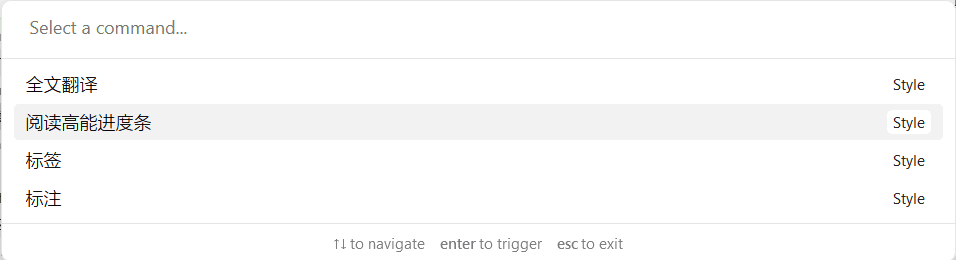 Select a command...
全文翻译 Style
阅读高能进度条 Style
标签 Style
标注 Style
↑↓ to navigate enter to trigger esc to exit